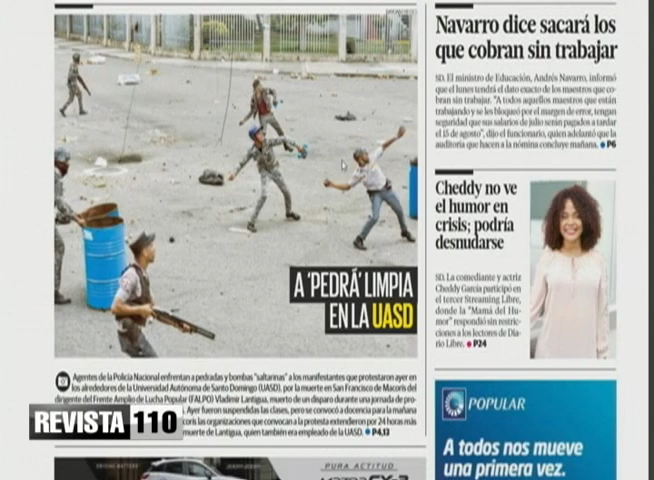 A 'PEDRÁ' LIMPIA
EN LA UASD
Agentes de la Policía Nacional enfrentan a pedradas y bombas "saltarinas" a los manifestantes que protestaron ayer en
los alrededores de la Universidad Autónoma de Santo Domingo (UASD), por la muerte en San Francisco de Macorís del
dirigente del Frente Amplio de Lucha Popular (FALPO) Vladimir Lantigua, muerto de un disparo durante una jornada de pro-
Ayer fueron suspendidas las clases, pero se convocó a docencia para la mañana
corís las organizaciones que convocan a la protesta extendieron por 24 horas más
muerte de Lantigua, quien también era empleado de la UASD. P4,13
REVISTA 110
PURA ACTITUD
Navarro dice sacará los
que cobran sin trabajar
SD. El ministro de Educación, Andrés Navarro, informó
que el lunes tendrá el dato exacto de los maestros que co-
bran sin trabajar. "A todos aquellos maestros que están
trabajando y se les bloqueó por el margen de error, tengan
seguridad que sus salarios de julio serán pagados a tardar
el 15 de agosto", dijo el funcionario, quien adelantó que la
auditoría que hacen a la nómina concluye mañana. P6
Cheddy no ve
el humor en
crisis; podría
desnudarse
SD. La comediante y actriz
Cheddy García participó en
el tercer Streaming Libre,
donde la "Mamá del Hu-
mor" respondió sin restric-
ciones a los lectores de Dia-
rio Libre. P24
POPULAR
A todos nos mueve
una primera vez.